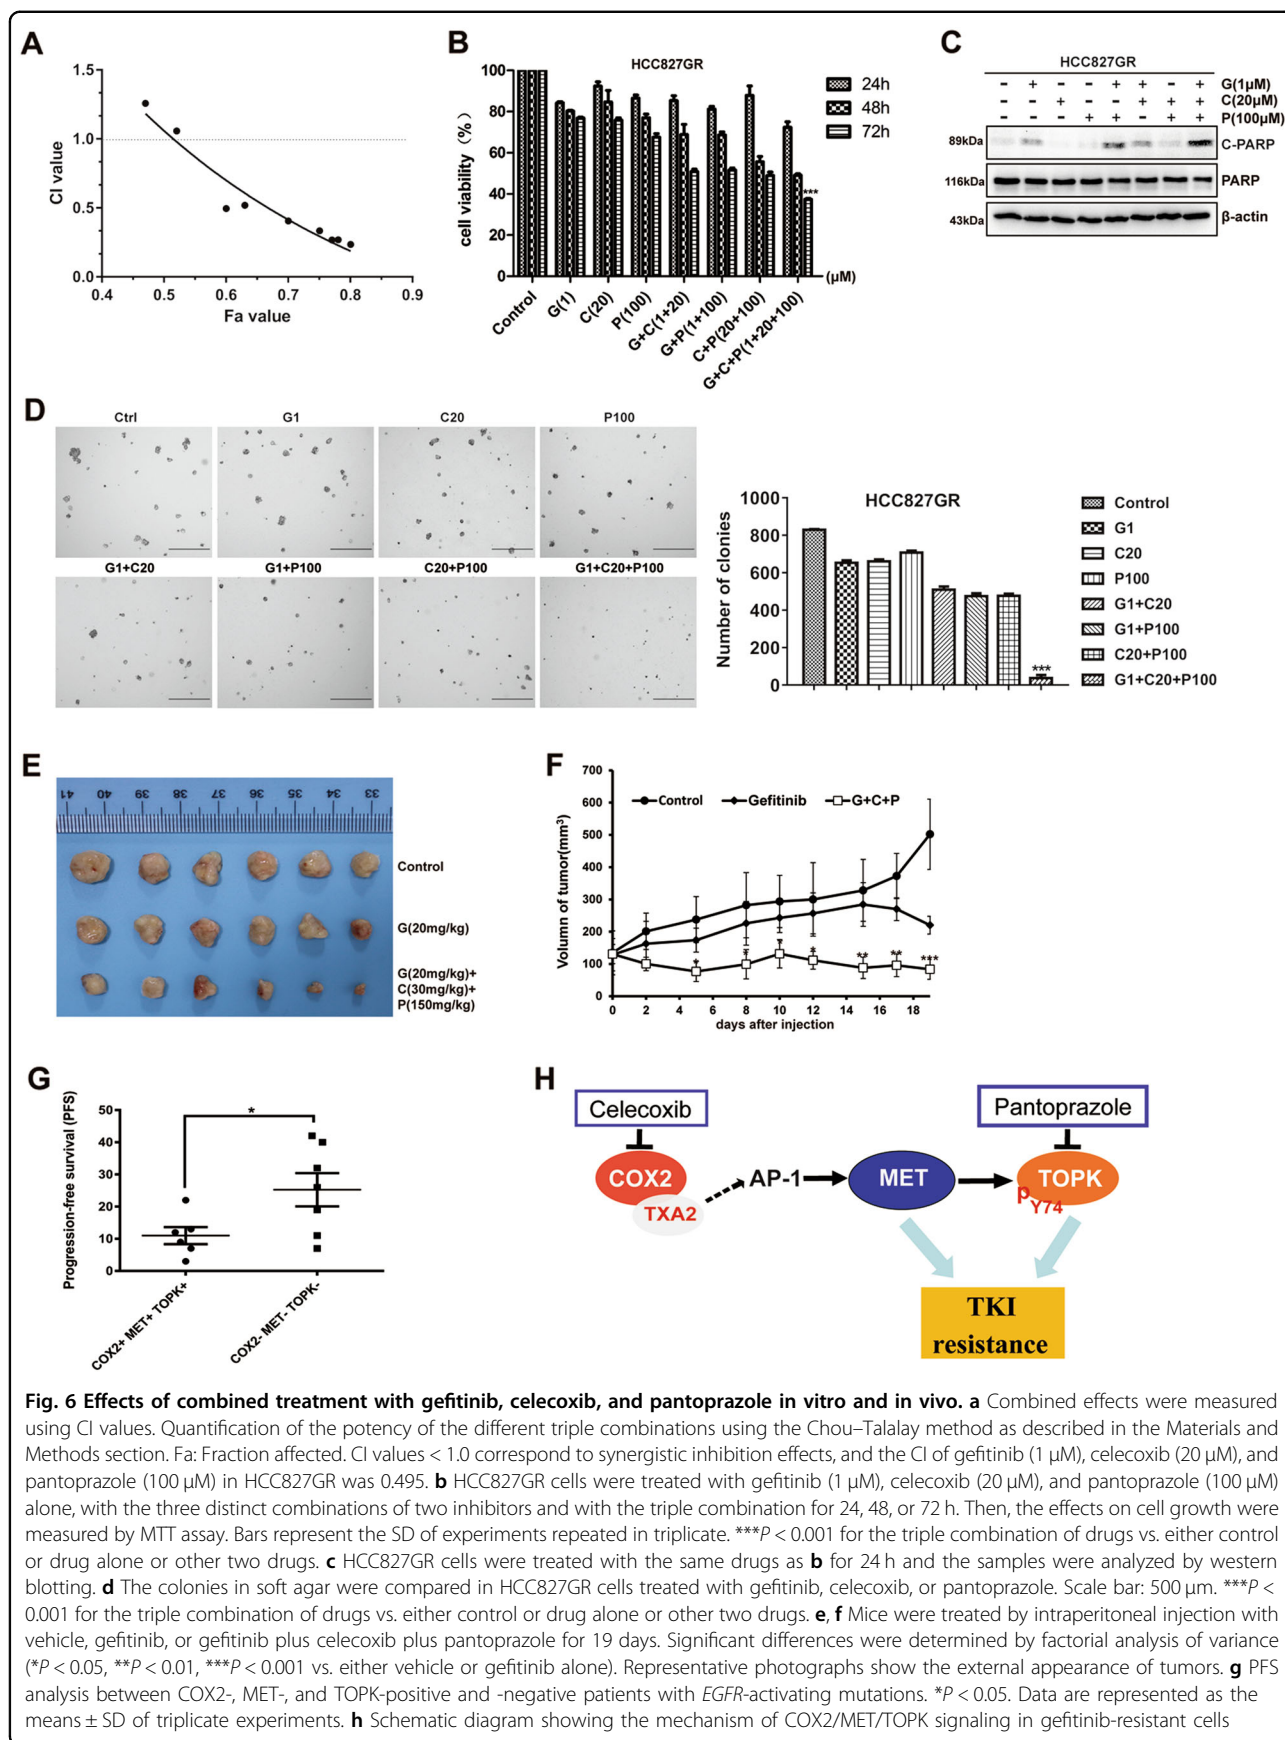 A
CI value
1.5
1.0
0.5
0.0
0.4 0.5 0.6 0.7 0.8 0.9
Fa value
B
HCC827GR
cell viability (%)
100
80
60
40
20
0
24h
48h
72h
***
(μM)
Control
G(1)
C(20)
P(100)
G+C(1+20)
G+P(1+100)
C+P(20+100)
G+C+P(1+20+100)
C
HCC827GR
- + - - + + - + G(1μM)
- - + - - + + + C(20μM)
- - - + + - + + P(100μM)
89kDa C-PARP
116kDa PARP
43kDa β-actin
D
Ctrl G1 C20 P100
G1+C20 G1+P100 C20+P100 G1+C20+P100
HCC827GR
Number of clonies
1000
800
600
400
200
0
***
Control
G1
C20
P100
G1+C20
G1+P100
C20+P100
G1+C20+P100
E
41 40 39 38 37 36 35 34 33
Control
G(20mg/kg)
G(20mg/kg)+
C(30mg/kg)+
P(150mg/kg)
F
Volumn of tumor(mm³)
700
600
500
400
300
200
100
0
Control Gefitinib G+C+P
* * * * ** ** ***
0 2 4 6 8 10 12 14 16 18
days after injection
G
Progression-free survival (PFS)
50
40
30
20
10
0
*
COX2+ MET+ TOPK+
COX2- MET- TOPK-
H
Celecoxib
Pantoprazole
COX2
TXA2
AP-1
MET
TOPK
pY74
TKI
resistance
Fig. 6 Effects of combined treatment with gefitinib, celecoxib, and pantoprazole in vitro and in vivo. a Combined effects were measured
using CI values. Quantification of the potency of the different triple combinations using the Chou–Talalay method as described in the Materials and
Methods section. Fa: Fraction affected. CI values < 1.0 correspond to synergistic inhibition effects, and the CI of gefitinib (1 μM), celecoxib (20 μM), and
pantoprazole (100 μM) in HCC827GR was 0.495. b HCC827GR cells were treated with gefitinib (1 μM), celecoxib (20 μM), and pantoprazole (100 μM)
alone, with the three distinct combinations of two inhibitors and with the triple combination for 24, 48, or 72 h. Then, the effects on cell growth were
measured by MTT assay. Bars represent the SD of experiments repeated in triplicate. ***P < 0.001 for the triple combination of drugs vs. either control
or drug alone or other two drugs. c HCC827GR cells were treated with the same drugs as b for 24 h and the samples were analyzed by western
blotting. d The colonies in soft agar were compared in HCC827GR cells treated with gefitinib, celecoxib, or pantoprazole. Scale bar: 500 μm. ***P <
0.001 for the triple combination of drugs vs. either control or drug alone or other two drugs. e, f Mice were treated by intraperitoneal injection with
vehicle, gefitinib, or gefitinib plus celecoxib plus pantoprazole for 19 days. Significant differences were determined by factorial analysis of variance
(*P < 0.05, **P < 0.01, ***P < 0.001 vs. either vehicle or gefitinib alone). Representative photographs show the external appearance of tumors. g PFS
analysis between COX2-, MET-, and TOPK-positive and -negative patients with EGFR-activating mutations. *P < 0.05. Data are represented as the
means ± SD of triplicate experiments. h Schematic diagram showing the mechanism of COX2/MET/TOPK signaling in gefitinib-resistant cells